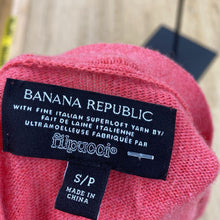 BANANA REPUBLIC
WITH FINE ITALIAN SUPERLOFT YARN BY/
FAIT DE LAINE ITALIENNE
ULTRAMOELLEUSE FABRIQUÉE PAR
filpucci®
S/P
MADE IN
CHINA